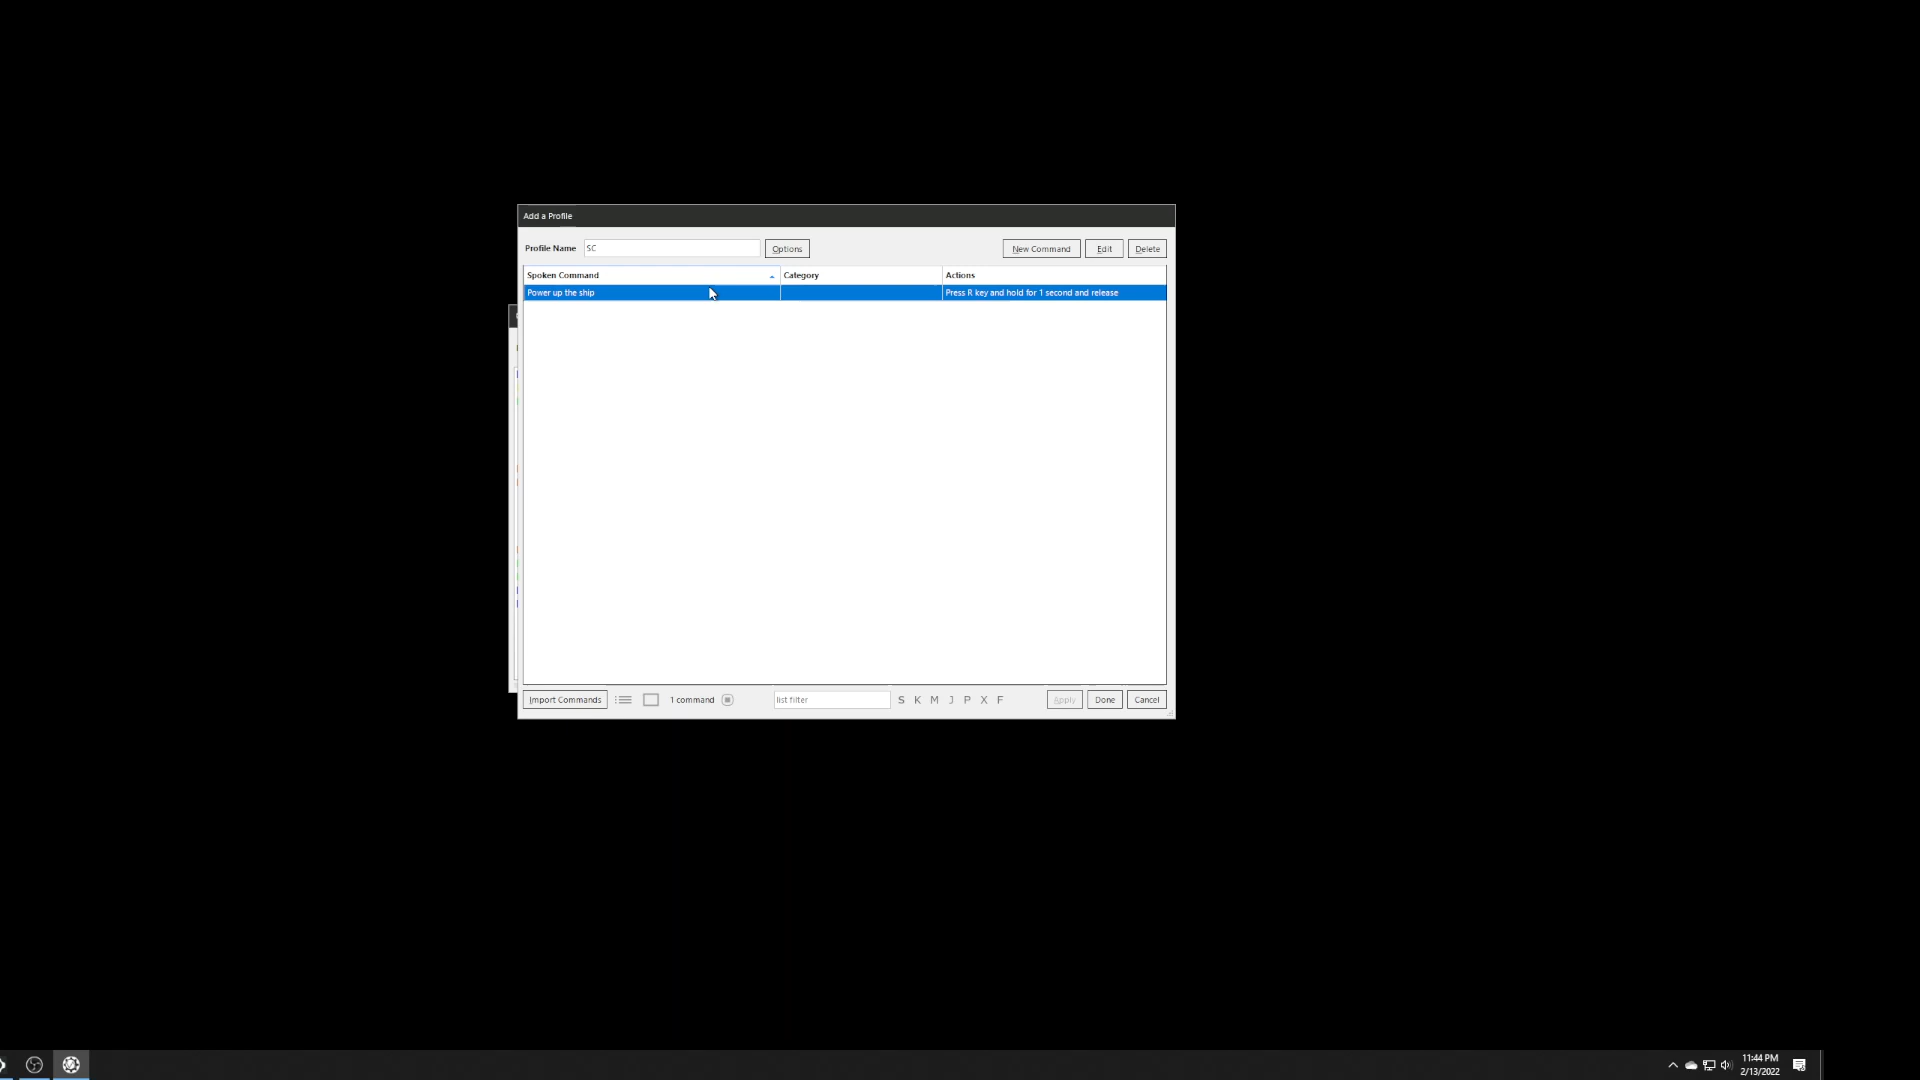 Add a Profile
Profile Name SC Options New Command Edit Delete
Spoken Command Category Actions
Power up the ship Press R key and hold for 1 second and release
Import Commands 1 command list filter S K M J P X F Apply Done Cancel
11:44 PM
2/13/2022